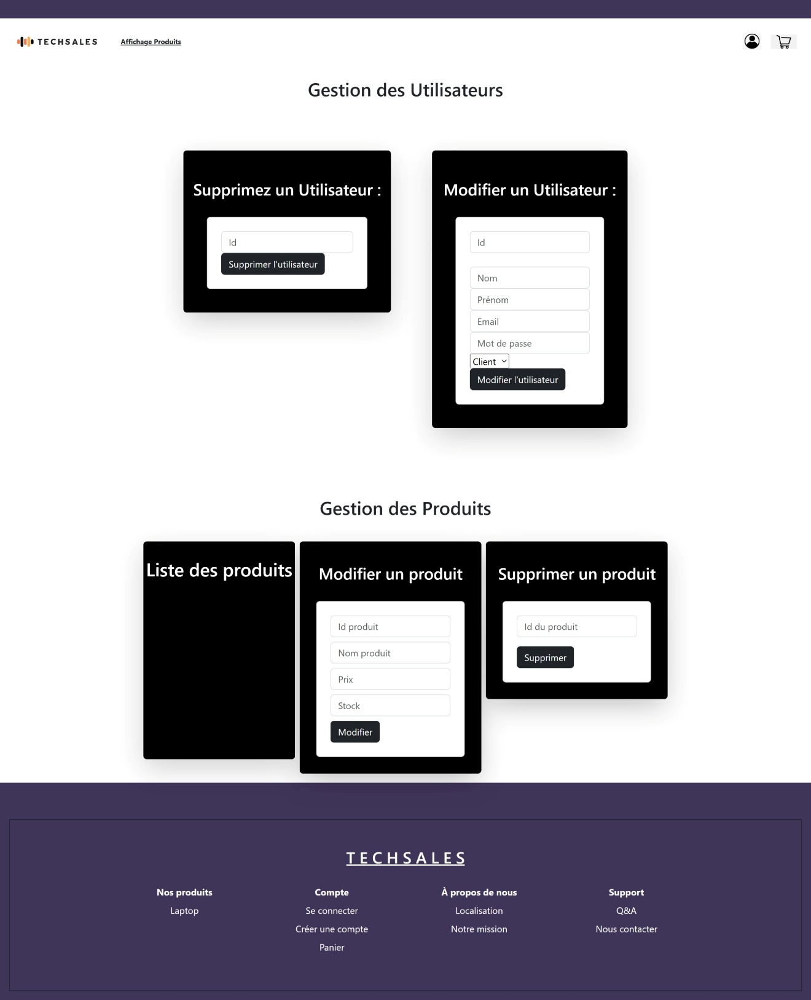 TECHSALES
Affichage Produits
Gestion des Utilisateurs
Supprimez un Utilisateur :
Id
Supprimer l'utilisateur
Modifier un Utilisateur :
Id
Nom
Prénom
Email
Mot de passe
Client
Modifier l'utilisateur
Gestion des Produits
Liste des produits
Modifier un produit
Id produit
Nom produit
Prix
Stock
Modifier
Supprimer un produit
Id du produit
Supprimer
TECHSALES
Nos produits
Laptop
Compte
Se connecter
Créer une compte
Panier
À propos de nous
Localisation
Notre mission
Support
Q&A
Nous contacter